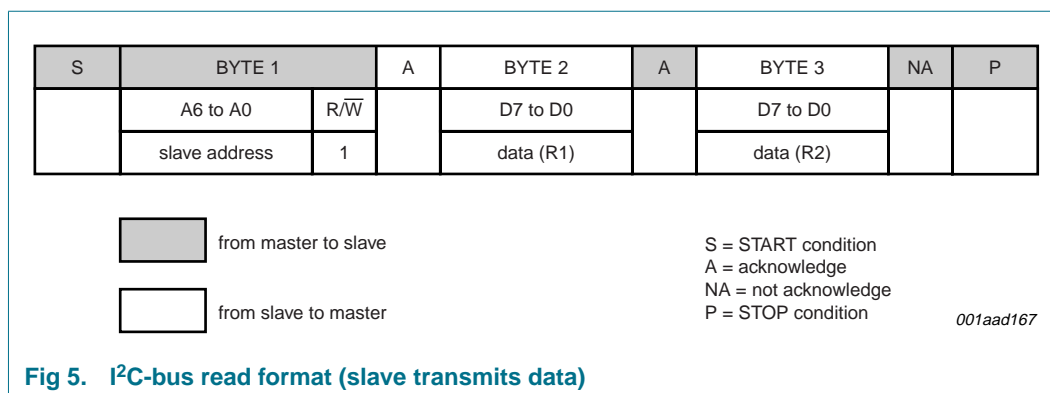 S BYTE 1 A BYTE 2 A BYTE 3 NA P
A6 to A0 R/W̅ D7 to D0 D7 to D0
slave address 1 data (R1) data (R2)
from master to slave
from slave to master
S = START condition
A = acknowledge
NA = not acknowledge
P = STOP condition
001aad167
Fig 5. I²C-bus read format (slave transmits data)